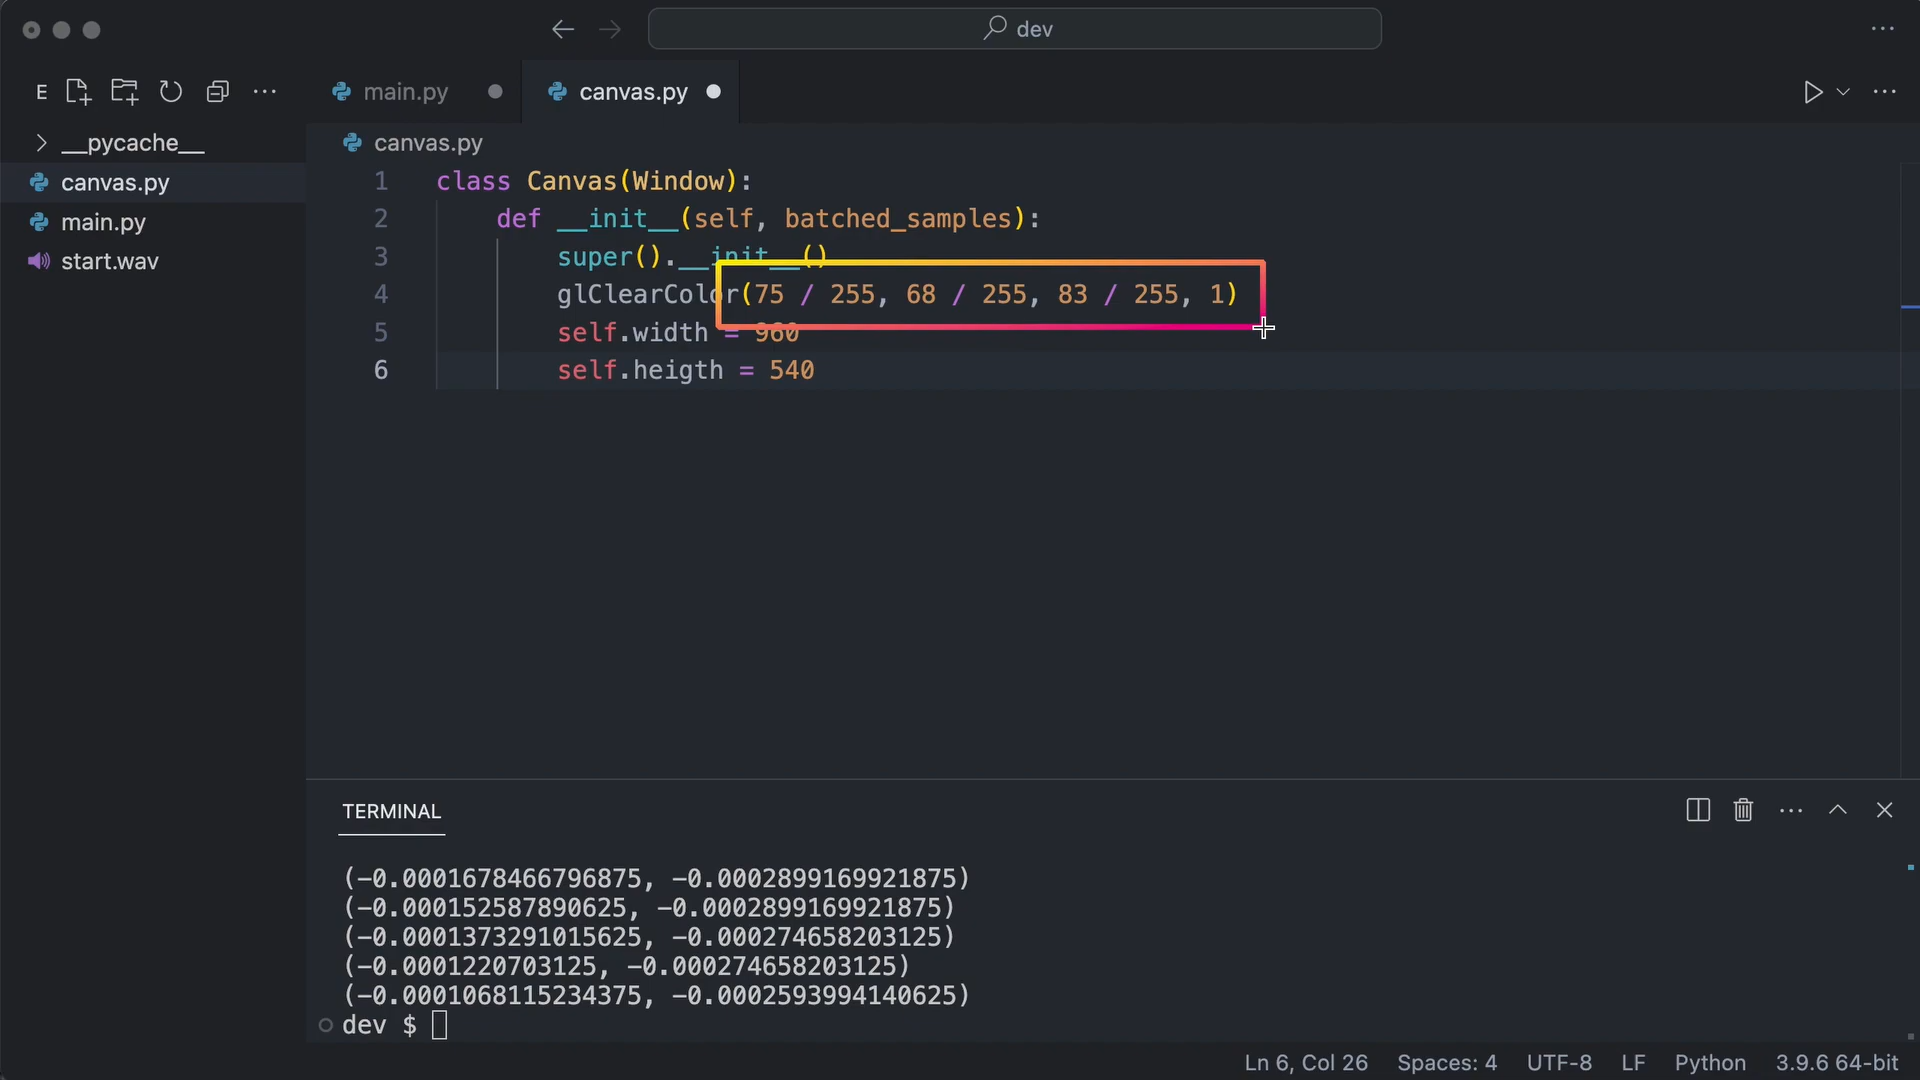 dev
E
main.py
canvas.py
__pycache__
canvas.py
main.py
start.wav
canvas.py
1 class Canvas(Window):
2 def __init__(self, batched_samples):
3 super().__init__()
4 glClearColor(75 / 255, 68 / 255, 83 / 255, 1)
5 self.width = 960
6 self.heigth = 540
TERMINAL
(-0.0001678466796875, -0.0002899169921875)
(-0.000152587890625, -0.0002899169921875)
(-0.0001373291015625, -0.000274658203125)
(-0.0001220703125, -0.000274658203125)
(-0.0001068115234375, -0.0002593994140625)
dev $
Ln 6, Col 26 Spaces: 4 UTF-8 LF Python 3.9.6 64-bit